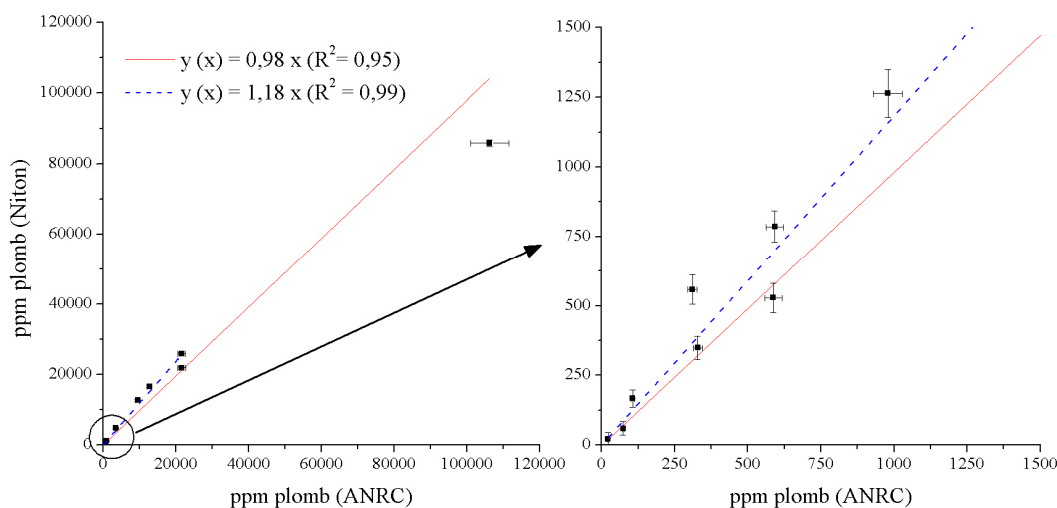 120000
100000
80000
60000
40000
20000
0
ppm plomb (Niton)
y (x) = 0,98 x (R²= 0,95)
y (x) = 1,18 x (R² = 0,99)
0 20000 40000 60000 80000 100000 120000
ppm plomb (ANRC)
1500
1250
1000
750
500
250
0
0 250 500 750 1000 1250 1500
ppm plomb (ANRC)